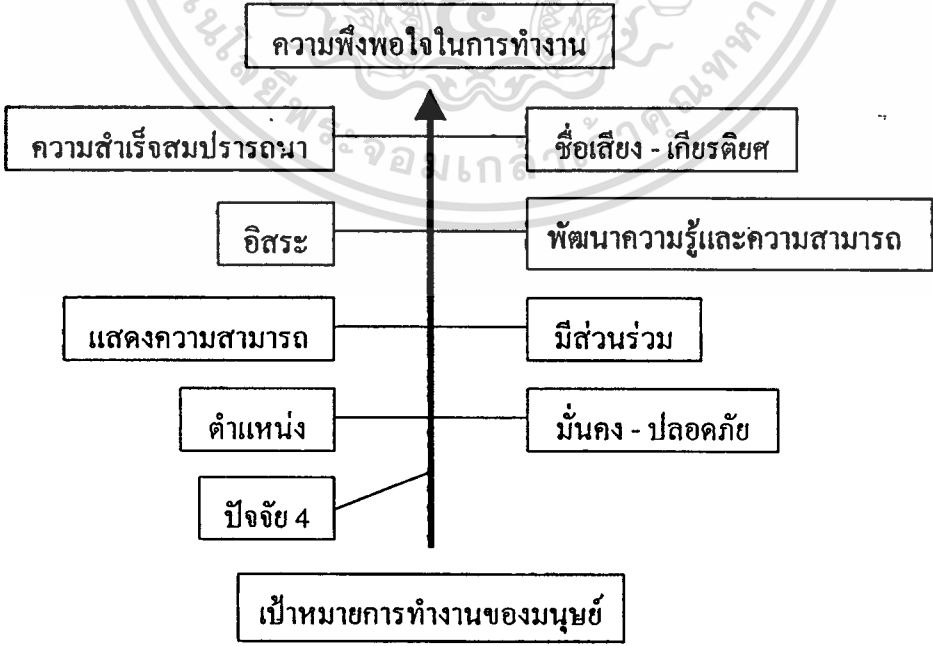 ความพึงพอใจในการทำงาน
ความสำเร็จสมปรารถนา
ชื่อเสียง - เกียรติยศ
อิสระ
พัฒนาความรู้และความสามารถ
แสดงความสามารถ
มีส่วนร่วม
ตำแหน่ง
มั่นคง - ปลอดภัย
ปัจจัย 4
เป้าหมายการทำงานของมนุษย์